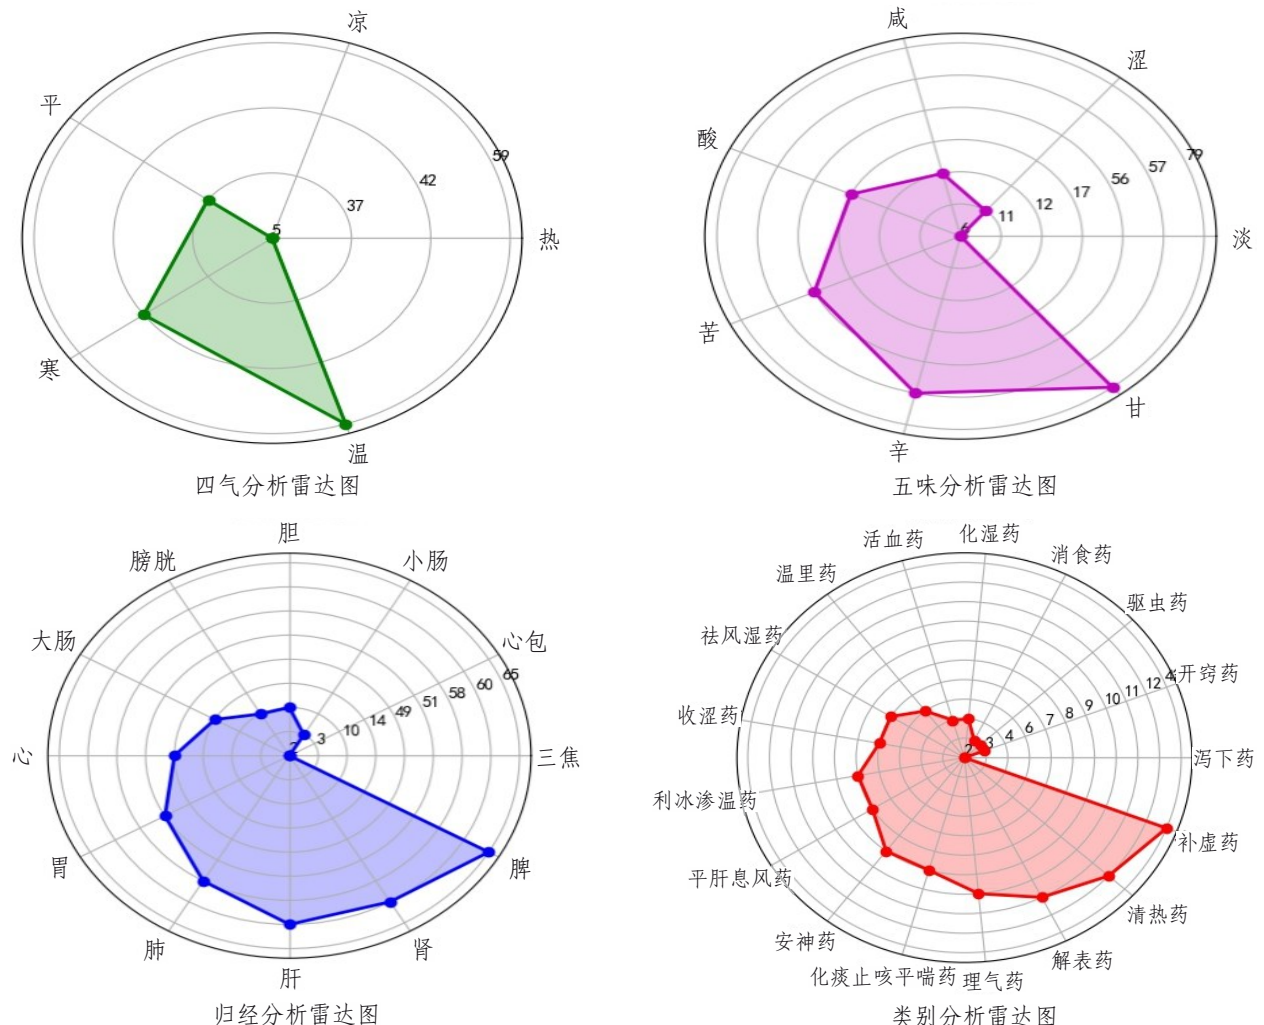 凉
平
59
42
37
5
热
寒
温
四气分析雷达图
咸
涩
酸
79
57
56
17
12
11
6
淡
苦
辛
甘
五味分析雷达图
胆
膀胱
小肠
大肠
心包
65
60
58
51
49
14
10
3
2
心
三焦
胃
脾
肺
肾
肝
归经分析雷达图
活血药
化湿药
消食药
温里药
驱虫药
祛风湿药
开窍药
收涩药
12
11
10
9
8
7
6
4
3
2
泻下药
利冰渗温药
补虚药
平肝息风药
清热药
安神药
解表药
化痰止咳平喘药
理气药
类别分析雷达图